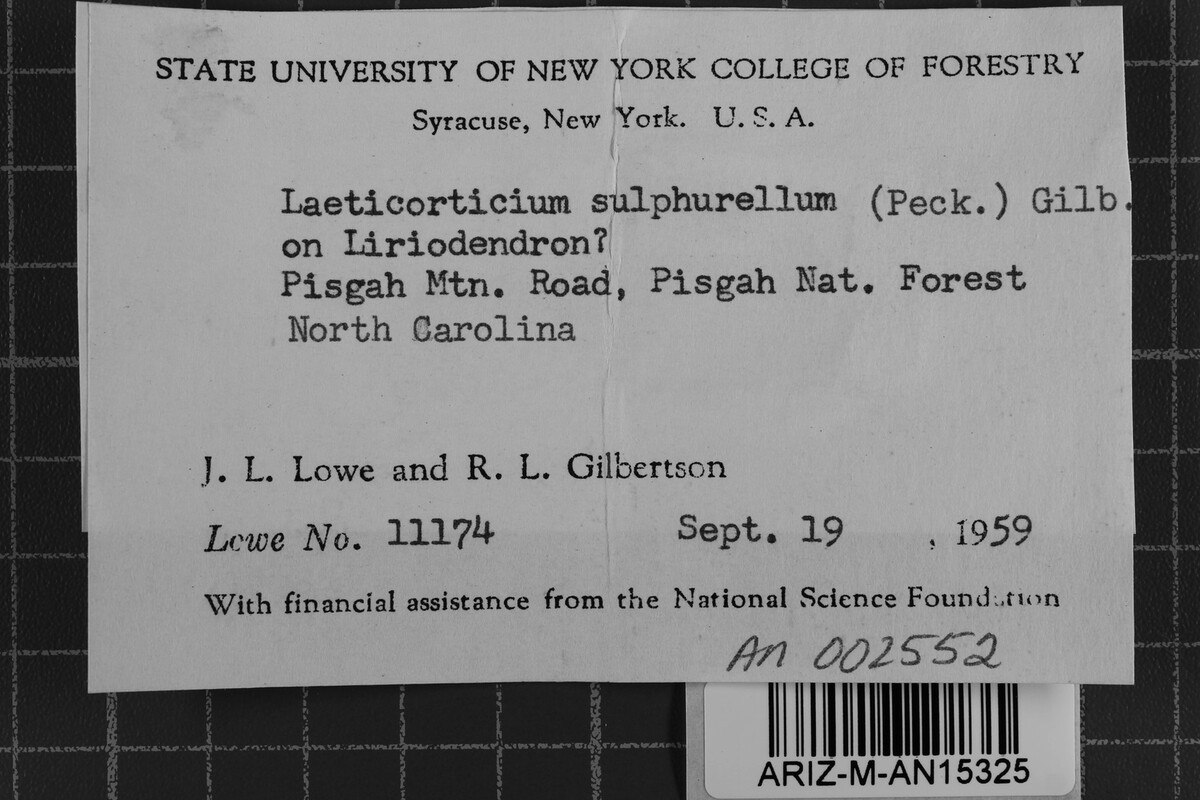 STATE UNIVERSITY OF NEW YORK COLLEGE OF FORESTRY
Syracuse, New York. U. S. A.
Laeticorticium sulphurellum (Peck.) Gilb.
on Liriodendron?
Pisgah Mtn. Road, Pisgah Nat. Forest
North Carolina
J. L. Lowe and R. L. Gilbertson
Lowe No. 11174 Sept. 19 , 1959
With financial assistance from the National Science Foundation
An 002552
ARIZ-M-AN15325